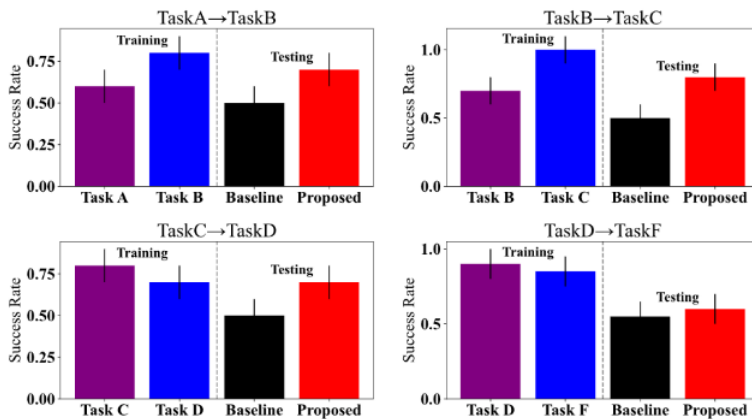 TaskA→TaskB
Success Rate
0.75
0.50
0.25
0.00
Training
Testing
Task A
Task B
Baseline
Proposed
TaskB→TaskC
Success Rate
1.0
0.5
0.0
Training
Testing
Task B
Task C
Baseline
Proposed
TaskC→TaskD
Success Rate
0.75
0.50
0.25
0.00
Training
Testing
Task C
Task D
Baseline
Proposed
TaskD→TaskF
Success Rate
1.0
0.5
0.0
Training
Testing
Task D
Task F
Baseline
Proposed